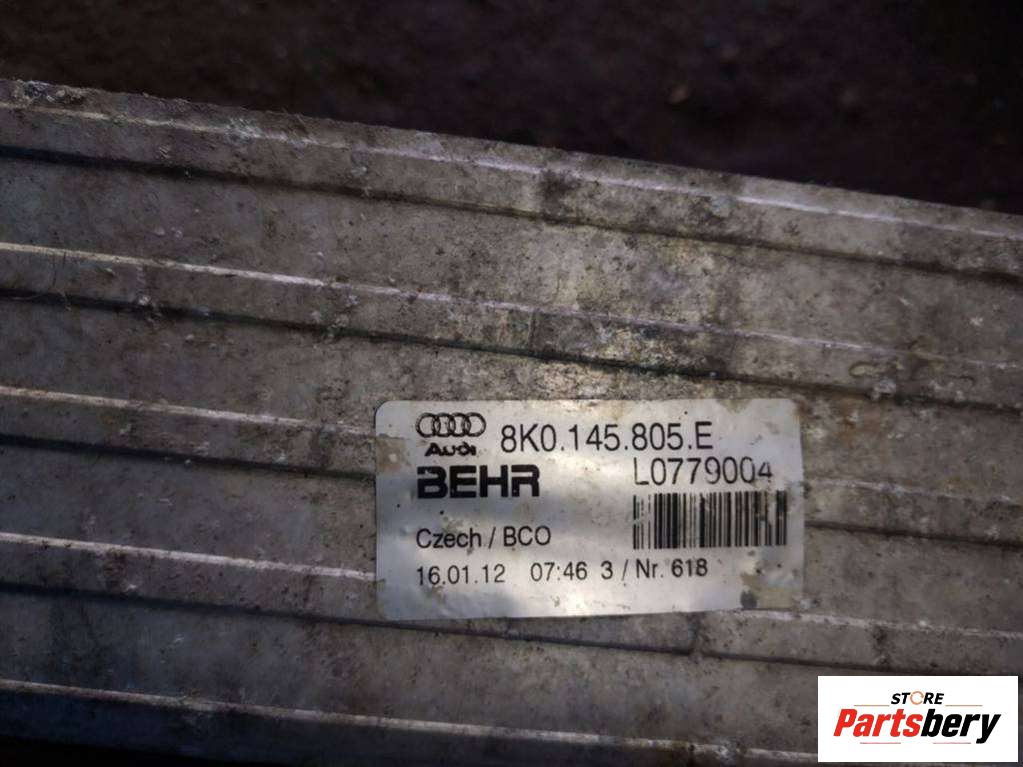 Audi
8K0.145.805.E
BEHR
L0779004
Czech / BCO
16.01.12 07:46 3 / Nr. 618
STORE
Partsbery